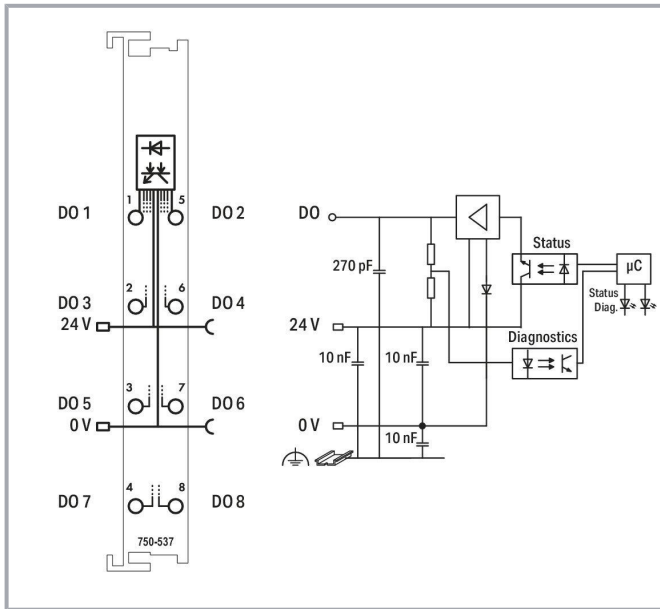 1 5
DO 1 DO 2
2 6
DO 3 DO 4
24 V
3 7
DO 5 DO 6
0 V
4 8
DO 7 DO 8
750-537
DO
Status
270 pF
µC
Status
Diag.
24 V
Diagnostics
10 nF 10 nF
0 V
10 nF